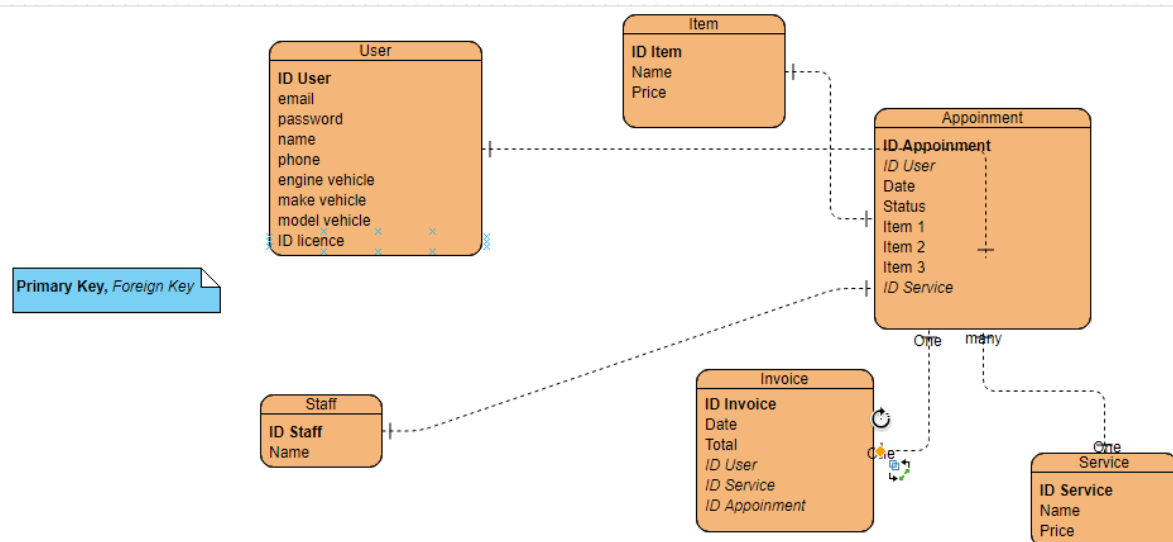 User
ID User
email
password
name
phone
engine vehicle
make vehicle
model vehicle
ID licence
Item
ID Item
Name
Price
Appoinment
ID Appoinment
ID User
Date
Status
Item 1
Item 2
Item 3
ID Service
One
many
Primary Key, Foreign Key
Staff
ID Staff
Name
Invoice
ID Invoice
Date
Total
ID User
ID Service
ID Appoinment
One
One
Service
ID Service
Name
Price